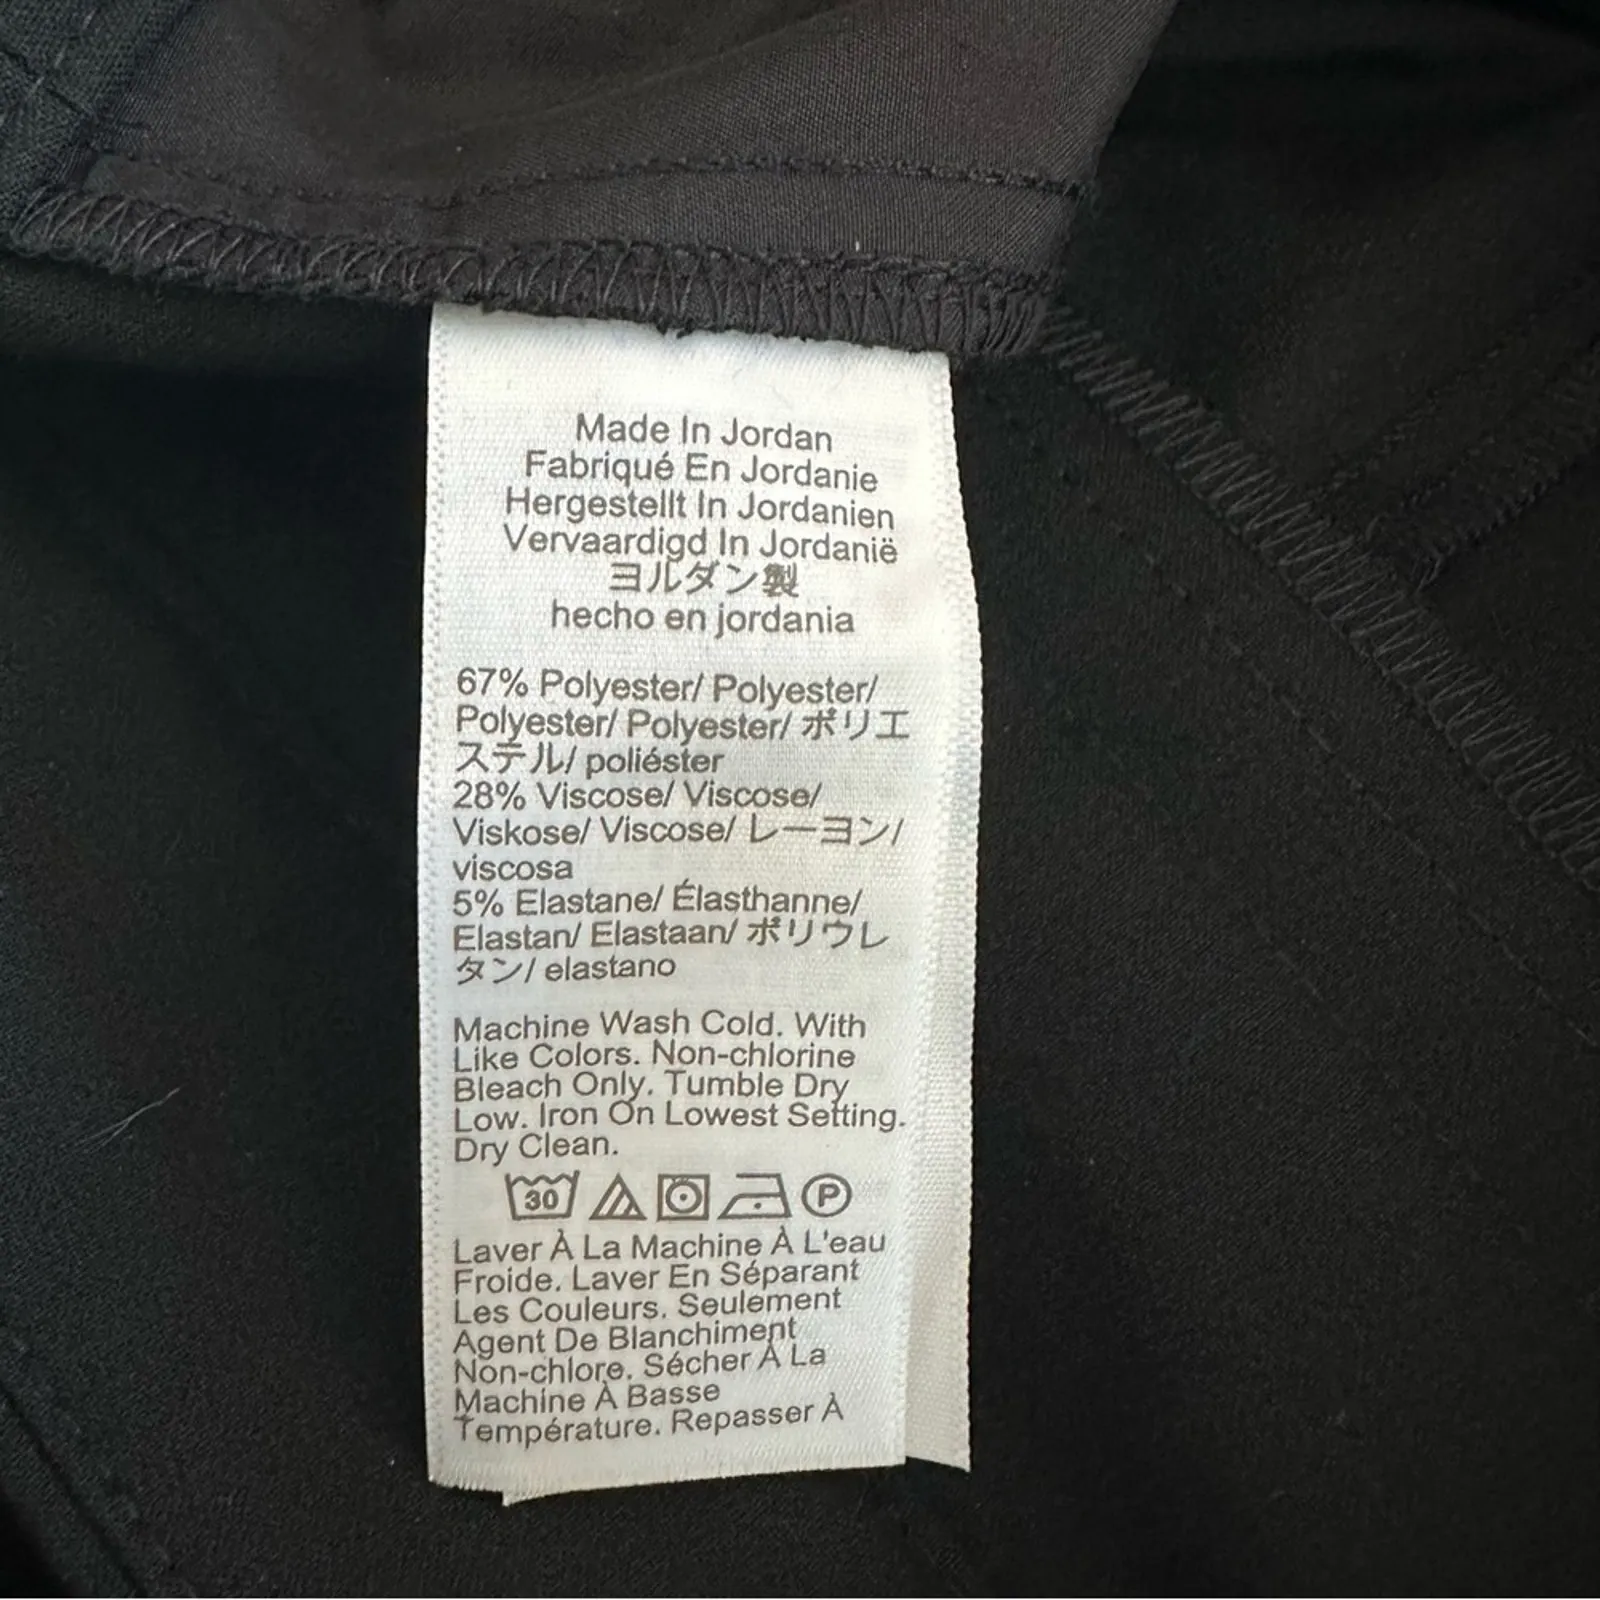 Made In Jordan
Fabriqué En Jordanie
Hergestellt In Jordanien
Vervaardigd In Jordanië
ヨルダン製
hecho en jordania
67% Polyester/ Polyester/
Polyester/ Polyester/ ポリエ
ステル/ poliéster
28% Viscose/ Viscose/
Viskose/ Viscose/ レーヨン/
viscosa
5% Elastane/ Élasthanne/
Elastan/ Elastaan/ ポリウレ
タン/ elastano
Machine Wash Cold. With
Like Colors. Non-chlorine
Bleach Only. Tumble Dry
Low. Iron On Lowest Setting.
Dry Clean.
30 P
Laver À La Machine À L'eau
Froide. Laver En Séparant
Les Couleurs. Seulement
Agent De Blanchiment
Non-chlore. Sécher À La
Machine À Basse
Température. Repasser À